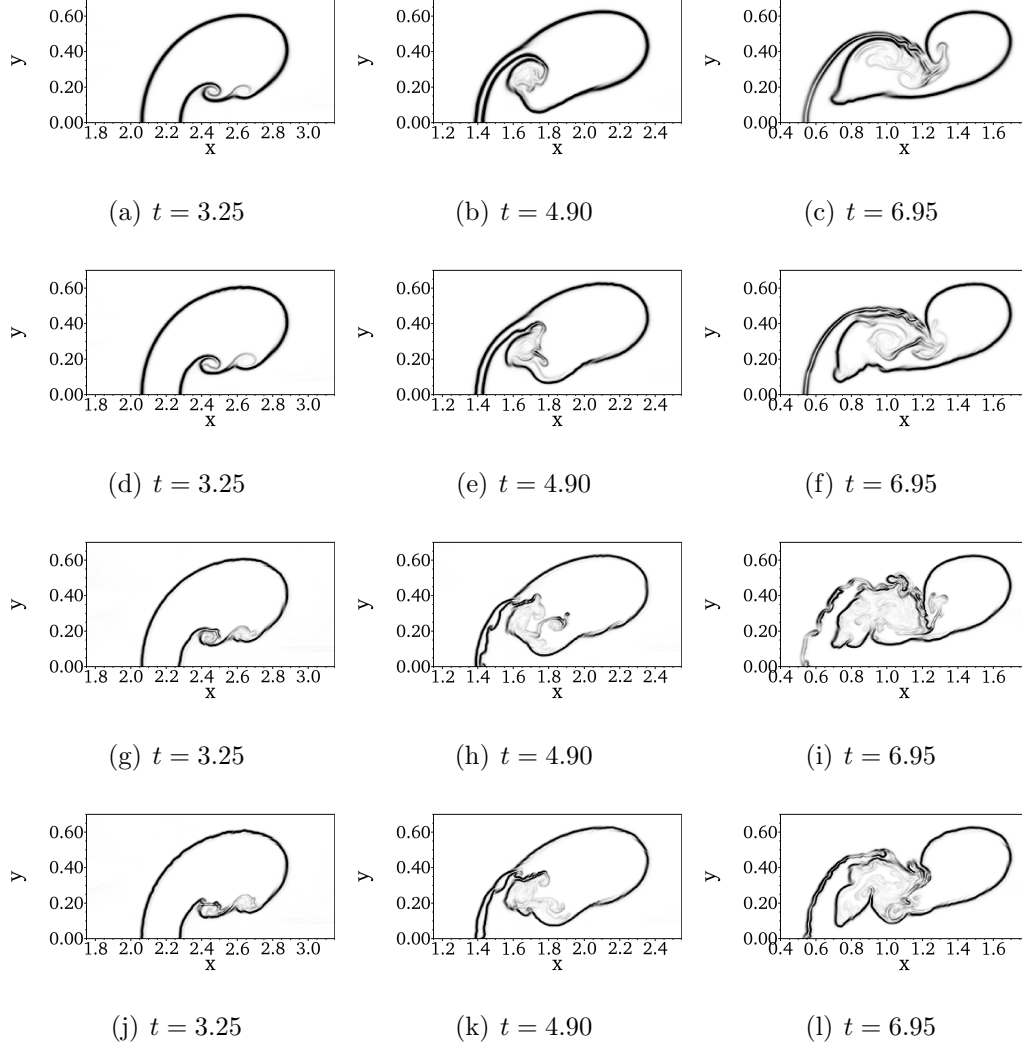 y 0.60 0.40 0.20 0.00 1.8 2.0 2.2 2.4 2.6 2.8 3.0 x
y 0.60 0.40 0.20 0.00 1.2 1.4 1.6 1.8 2.0 2.2 2.4 x
y 0.60 0.40 0.20 0.00 0.4 0.6 0.8 1.0 1.2 1.4 1.6 x
(a) t = 3.25
(b) t = 4.90
(c) t = 6.95
y 0.60 0.40 0.20 0.00 1.8 2.0 2.2 2.4 2.6 2.8 3.0 x
y 0.60 0.40 0.20 0.00 1.2 1.4 1.6 1.8 2.0 2.2 2.4 x
y 0.60 0.40 0.20 0.00 0.4 0.6 0.8 1.0 1.2 1.4 1.6 x
(d) t = 3.25
(e) t = 4.90
(f) t = 6.95
y 0.60 0.40 0.20 0.00 1.8 2.0 2.2 2.4 2.6 2.8 3.0 x
y 0.60 0.40 0.20 0.00 1.2 1.4 1.6 1.8 2.0 2.2 2.4 x
y 0.60 0.40 0.20 0.00 0.4 0.6 0.8 1.0 1.2 1.4 1.6 x
(g) t = 3.25
(h) t = 4.90
(i) t = 6.95
y 0.60 0.40 0.20 0.00 1.8 2.0 2.2 2.4 2.6 2.8 3.0 x
y 0.60 0.40 0.20 0.00 1.2 1.4 1.6 1.8 2.0 2.2 2.4 x
y 0.60 0.40 0.20 0.00 0.4 0.6 0.8 1.0 1.2 1.4 1.6 x
(j) t = 3.25
(k) t = 4.90
(l) t = 6.95